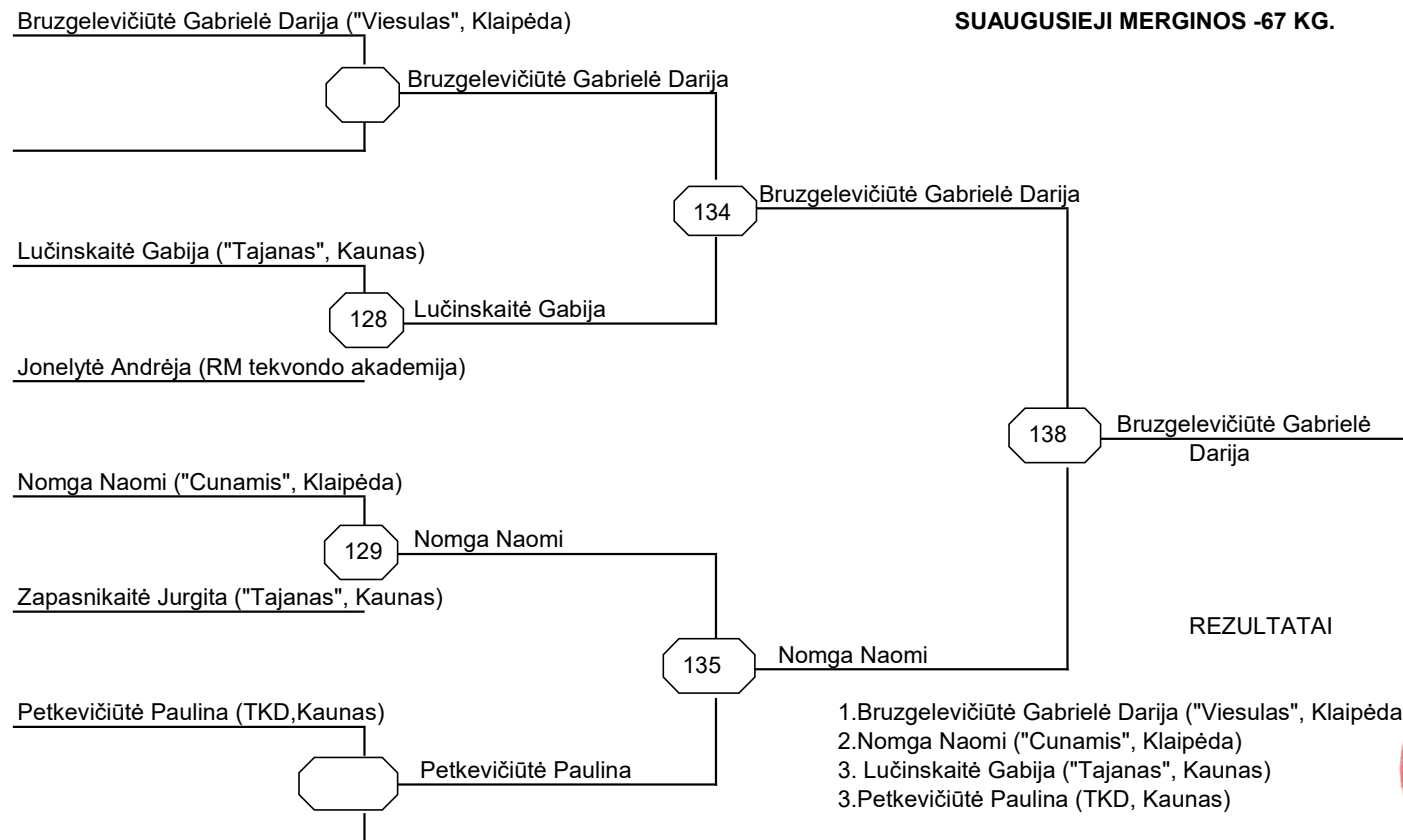 Bruzgelevičiūtė Gabrielė Darija ("Viesulas", Klaipėda)
SUAUGUSIEJI MERGINOS -67 KG.
Bruzgelevičiūtė Gabrielė Darija
134
Bruzgelevičiūtė Gabrielė Darija
Lučinskaitė Gabija ("Tajanas", Kaunas)
128
Lučinskaitė Gabija
Jonelytė Andrėja (RM tekvondo akademija)
138
Bruzgelevičiūtė Gabrielė
Darija
Nomga Naomi ("Cunamis", Klaipėda)
129
Nomga Naomi
Zapasnikaitė Jurgita ("Tajanas", Kaunas)
REZULTATAI
135
Nomga Naomi
Petkevičiūtė Paulina (TKD,Kaunas)
Petkevičiūtė Paulina
1.Bruzgelevičiūtė Gabrielė Darija ("Viesulas", Klaipėda
2.Nomga Naomi ("Cunamis", Klaipėda)
3. Lučinskaitė Gabija ("Tajanas", Kaunas)
3.Petkevičiūtė Paulina (TKD, Kaunas)